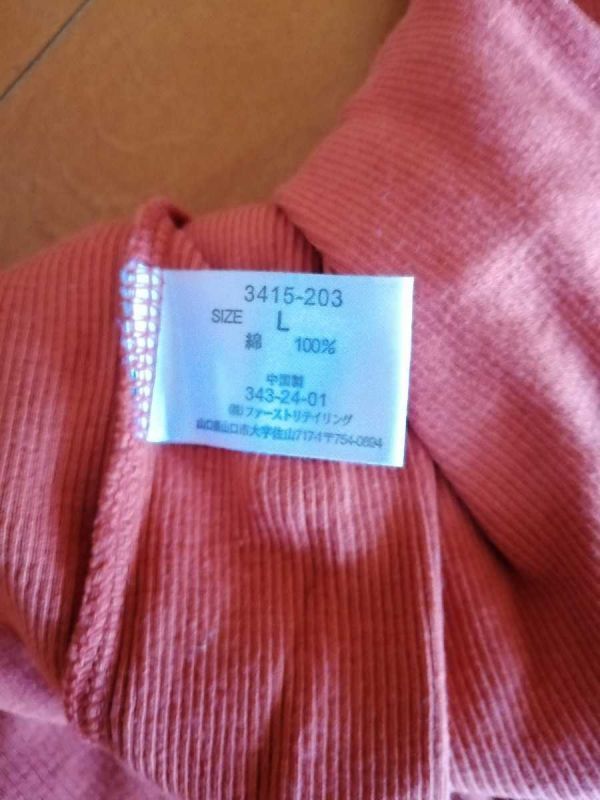 3415-203
SIZE L
綿 100%
中国製
343-24-01
(株)ファーストリテイリング
山口県山口市大字佐山717-1〒754-0894